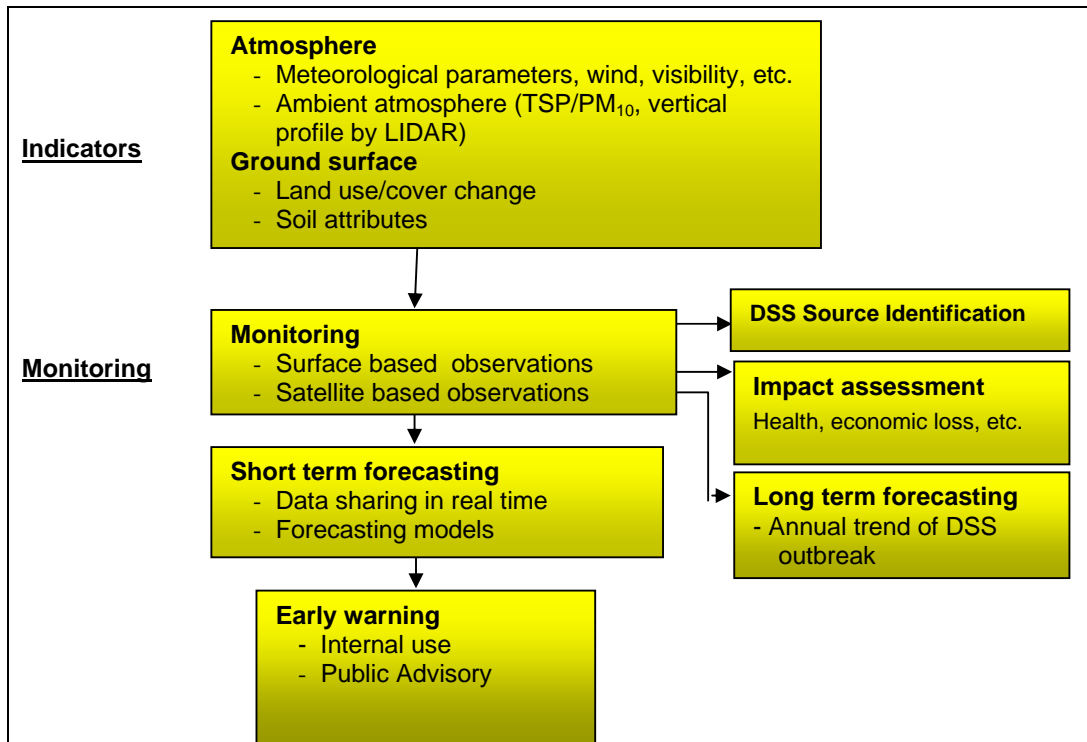 Indicators
Atmosphere
- Meteorological parameters, wind, visibility, etc.
- Ambient atmosphere (TSP/PM₁₀, vertical
profile by LIDAR)
Ground surface
- Land use/cover change
- Soil attributes
Monitoring
Monitoring
- Surface based observations
- Satellite based observations
DSS Source Identification
Impact assessment
Health, economic loss, etc.
Long term forecasting
- Annual trend of DSS
outbreak
Short term forecasting
- Data sharing in real time
- Forecasting models
Early warning
- Internal use
- Public Advisory